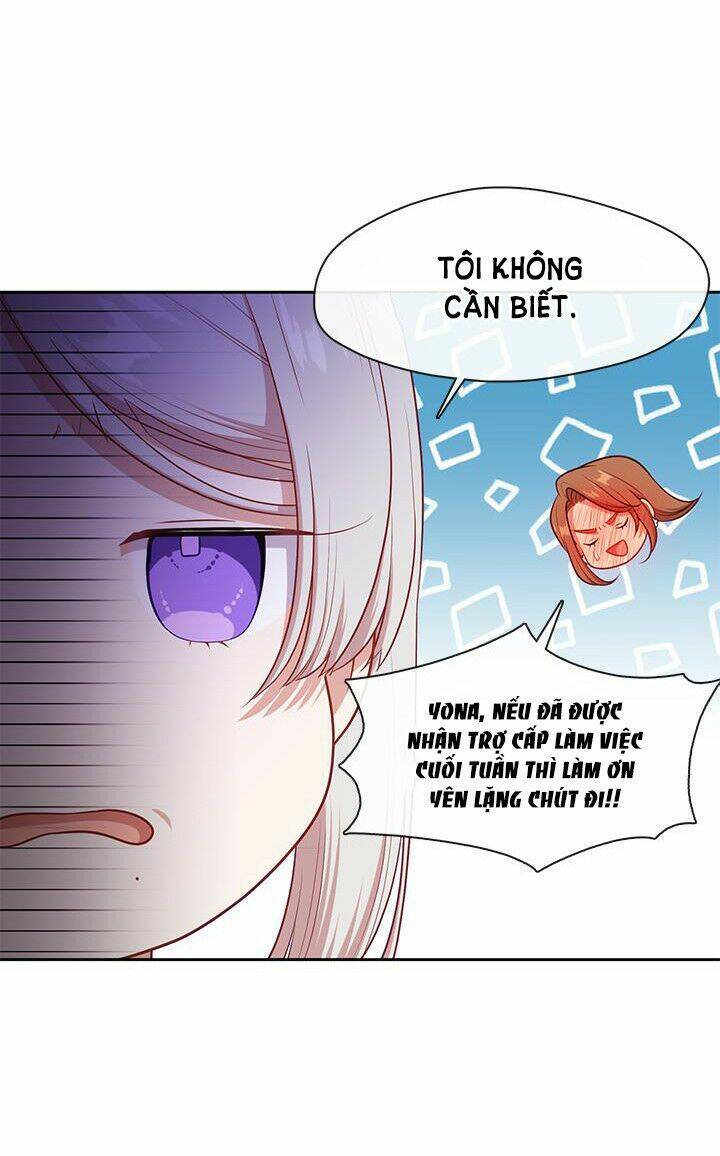 TÔI KHÔNG
CẦN BIẾT.
YONA, NẾU ĐÃ ĐƯỢC
NHẬN TRỢ CẤP LÀM VIỆC
CUỐI TUẦN THÌ LÀM ƠN
YÊN LẶNG CHÚT ĐI!!